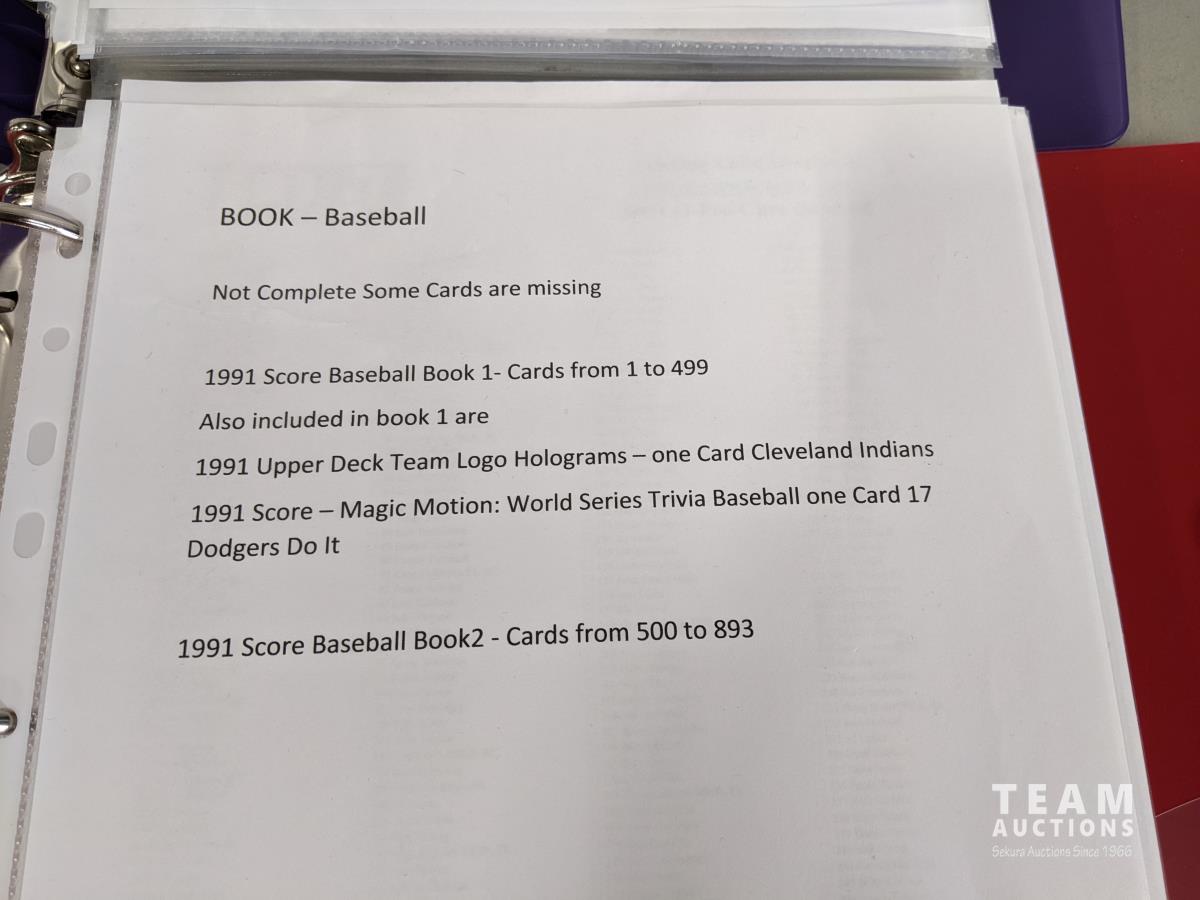 BOOK – Baseball
Not Complete Some Cards are missing
1991 Score Baseball Book 1- Cards from 1 to 499
Also included in book 1 are
1991 Upper Deck Team Logo Holograms – one Card Cleveland Indians
1991 Score – Magic Motion: World Series Trivia Baseball one Card 17
Dodgers Do It
1991 Score Baseball Book2 - Cards from 500 to 893
TEAM
AUCTIONS
Sekura Auctions Since 1966